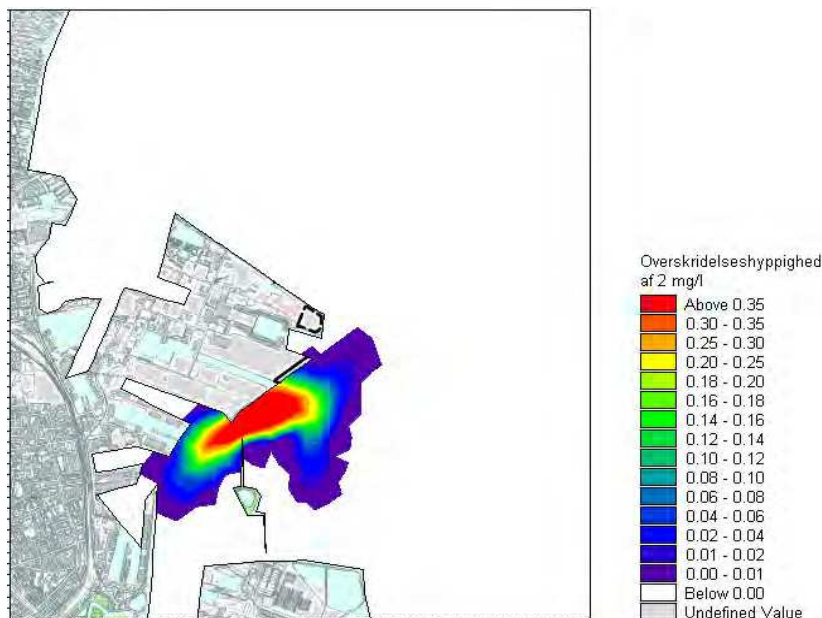 Overskridelseshyppighed
af 2 mg/l
Above 0.35
0.30 - 0.35
0.25 - 0.30
0.20 - 0.25
0.18 - 0.20
0.16 - 0.18
0.14 - 0.16
0.12 - 0.14
0.10 - 0.12
0.08 - 0.10
0.06 - 0.08
0.04 - 0.06
0.02 - 0.04
0.01 - 0.02
0.00 - 0.01
Below 0.00
Undefined Value